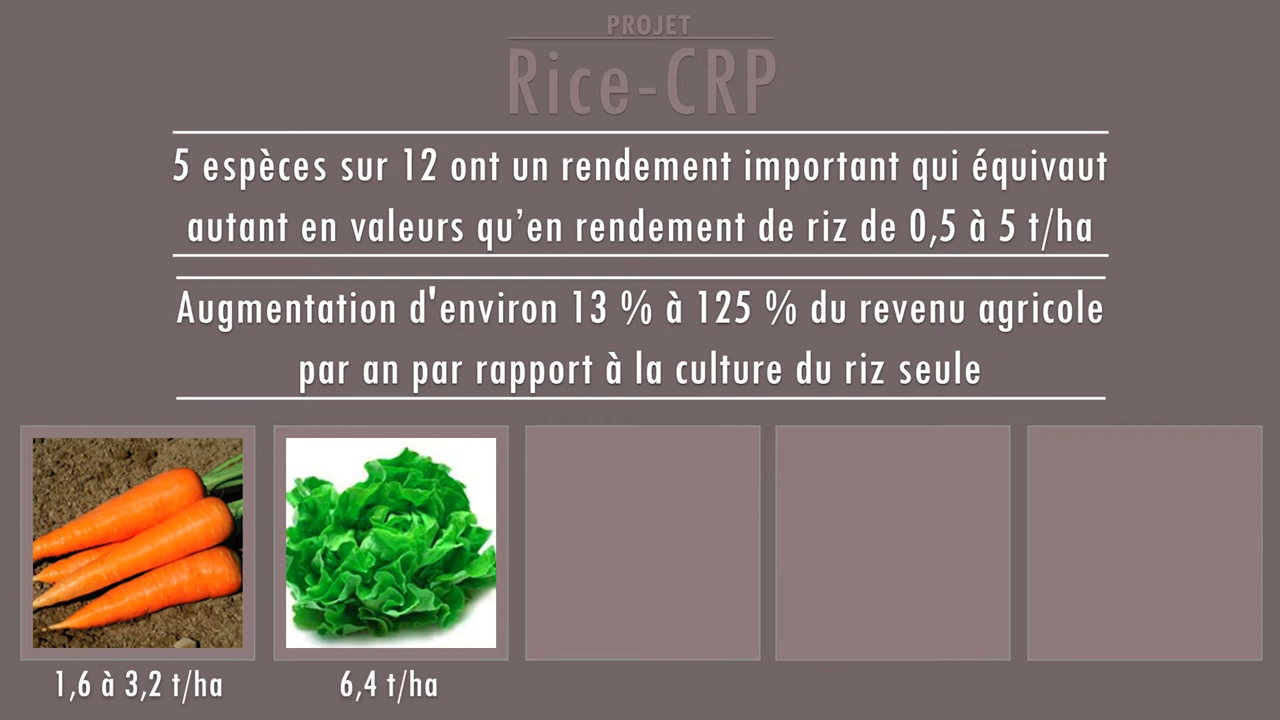 PROJET
Rice-CRP
5 espèces sur 12 ont un rendement important qui équivaut
autant en valeurs qu’en rendement de riz de 0,5 à 5 t/ha
Augmentation d'environ 13 % à 125 % du revenu agricole
par an par rapport à la culture du riz seule
1,6 à 3,2 t/ha
6,4 t/ha